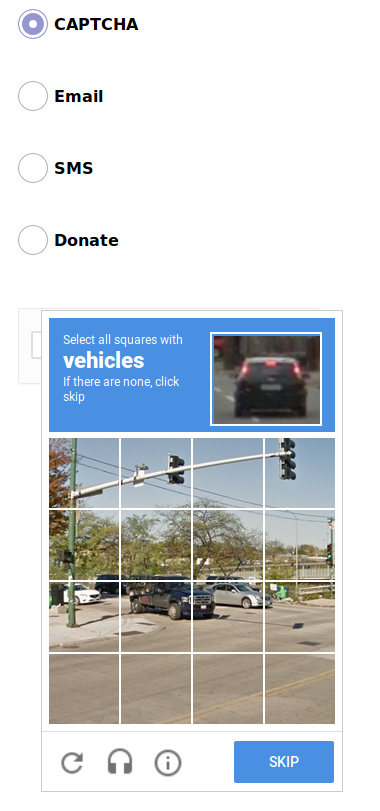 CAPTCHA
Email
SMS
Donate
Select all squares with
vehicles
If there are none, click
skip
SKIP